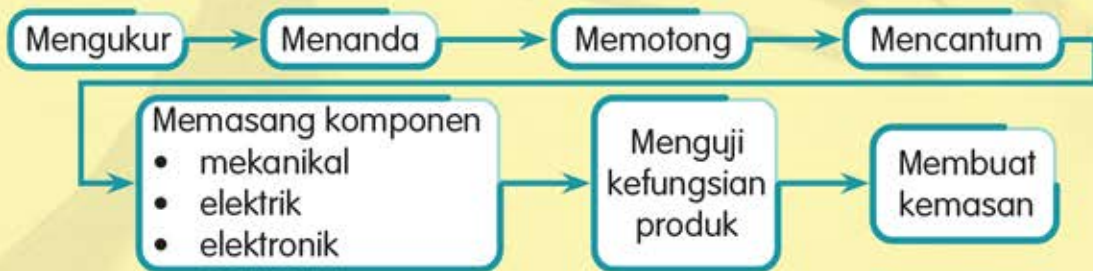 Mengukur
Menanda
Memotong
Mencantum
Memasang komponen
• mekanikal
• elektrik
• elektronik
Menguji
kefungsian
produk
Membuat
kemasan